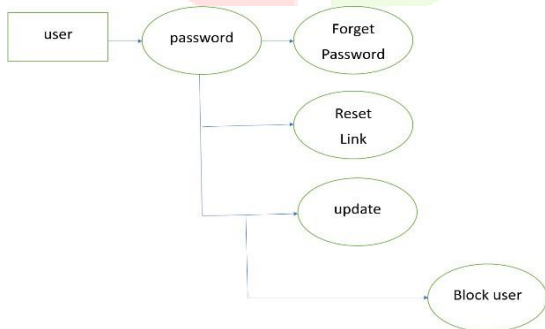 user
password
Forget
Password
Reset
Link
update
Block user